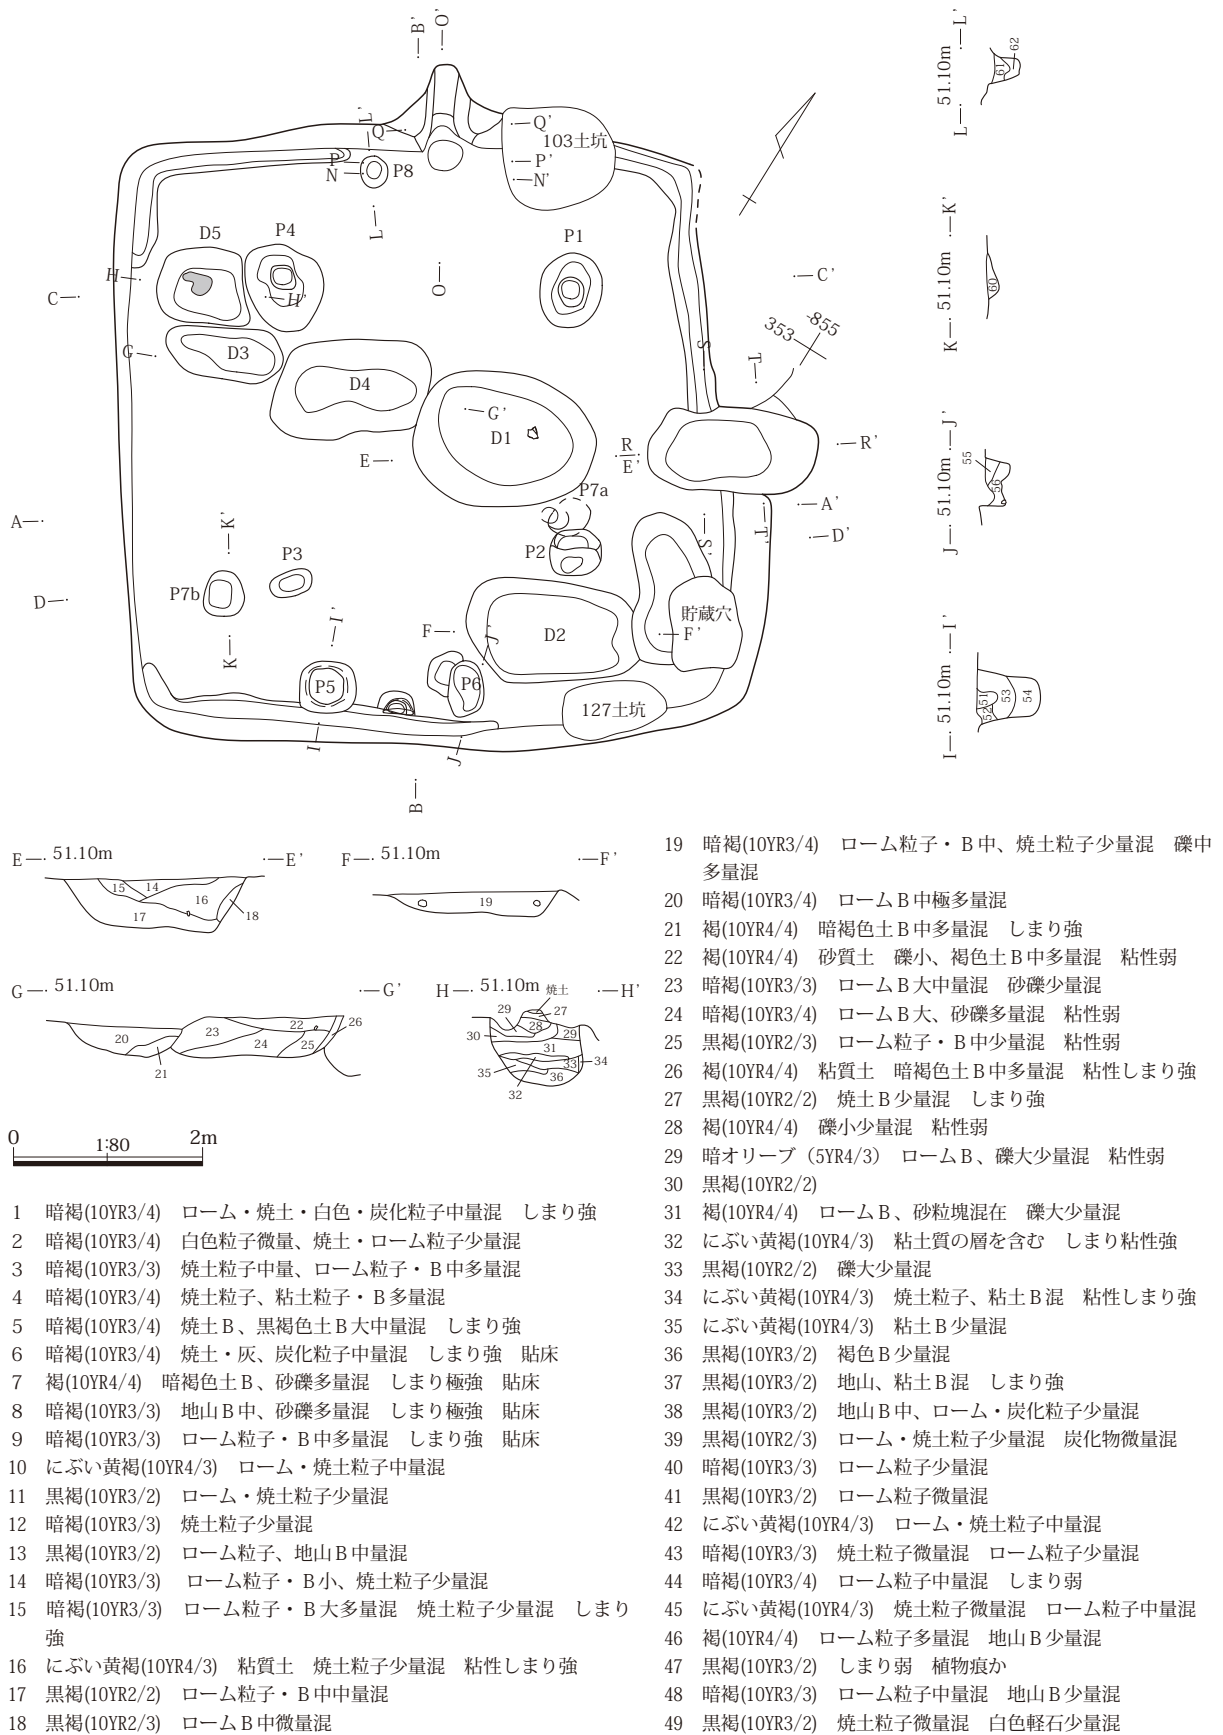 B'
O'
L'
Q
Q'
103土坑
P
P'
N
N'
P8
L
D5
P4
P1
H
H'
C
C'
O
353
-855
S
T
G
D3
D4
G'
D1
E
R
E'
R'
P7a
A
A'
K'
T'
D'
S'
P2
P3
P7b
D
I'
F
J'
D2
貯蔵穴
F'
K
P5
P6
127土坑
I
J
B
L'
51.10m
L
61
62
K'
51.10m
K
60
J'
51.10m
J
55
56
I'
51.10m
I
51
52
53
54
E 51.10m E'
15 14 16 17 18
F 51.10m F'
19
G 51.10m G'
20 21 23 22 24 25 26
H 51.10m 焼土 H'
29 27 28 30 29 31 33 34 35 36 32
0 1:80 2m
1 暗褐(10YR3/4) ローム・焼土・白色・炭化粒子中量混 しまり強
2 暗褐(10YR3/4) 白色粒子微量、焼土・ローム粒子少量混
3 暗褐(10YR3/3) 焼土粒子中量、ローム粒子・B中多量混
4 暗褐(10YR3/4) 焼土粒子、粘土粒子・B多量混
5 暗褐(10YR3/4) 焼土B、黒褐色土B大中量混 しまり強
6 暗褐(10YR3/4) 焼土・灰、炭化粒子中量混 しまり強 貼床
7 褐(10YR4/4) 暗褐色土B、砂礫多量混 しまり極強 貼床
8 暗褐(10YR3/3) 地山B中、砂礫多量混 しまり極強 貼床
9 暗褐(10YR3/3) ローム粒子・B中多量混 しまり強 貼床
10 にぶい黄褐(10YR4/3) ローム・焼土粒子中量混
11 黒褐(10YR3/2) ローム・焼土粒子少量混
12 暗褐(10YR3/3) 焼土粒子少量混
13 黒褐(10YR3/2) ローム粒子、地山B中量混
14 暗褐(10YR3/3) ローム粒子・B小、焼土粒子少量混
15 暗褐(10YR3/3) ローム粒子・B大多量混 焼土粒子少量混 しまり
強
16 にぶい黄褐(10YR4/3) 粘質土 焼土粒子少量混 粘性しまり強
17 黒褐(10YR2/2) ローム粒子・B中中量混
18 黒褐(10YR2/3) ロームB中微量混
19 暗褐(10YR3/4) ローム粒子・B中、焼土粒子少量混 礫中
多量混
20 暗褐(10YR3/4) ロームB中極多量混
21 褐(10YR4/4) 暗褐色土B中多量混 しまり強
22 褐(10YR4/4) 砂質土 礫小、褐色土B中多量混 粘性弱
23 暗褐(10YR3/3) ロームB大中量混 砂礫少量混
24 暗褐(10YR3/4) ロームB大、砂礫多量混 粘性弱
25 黒褐(10YR2/3) ローム粒子・B中少量混 粘性弱
26 褐(10YR4/4) 粘質土 暗褐色土B中多量混 粘性しまり強
27 黒褐(10YR2/2) 焼土B少量混 しまり強
28 褐(10YR4/4) 礫小少量混 粘性弱
29 暗オリーブ(5YR4/3) ロームB、礫大少量混 粘性弱
30 黒褐(10YR2/2)
31 褐(10YR4/4) ロームB、砂粒塊混在 礫大少量混
32 にぶい黄褐(10YR4/3) 粘土質の層を含む しまり粘性強
33 黒褐(10YR2/2) 礫大少量混
34 にぶい黄褐(10YR4/3) 焼土粒子、粘土B混 粘性しまり強
35 にぶい黄褐(10YR4/3) 粘土B少量混
36 黒褐(10YR3/2) 褐色B少量混
37 黒褐(10YR3/2) 地山、粘土B混 しまり強
38 黒褐(10YR3/2) 地山B中、ローム・炭化粒子少量混
39 黒褐(10YR2/3) ローム・焼土粒子少量混 炭化物微量混
40 暗褐(10YR3/3) ローム粒子少量混
41 黒褐(10YR3/2) ローム粒子微量混
42 にぶい黄褐(10YR4/3) ローム・焼土粒子中量混
43 暗褐(10YR3/3) 焼土粒子微量混 ローム粒子少量混
44 暗褐(10YR3/4) ローム粒子中量混 しまり弱
45 にぶい黄褐(10YR4/3) 焼土粒子微量混 ローム粒子中量混
46 褐(10YR4/4) ローム粒子多量混 地山B少量混
47 黒褐(10YR3/2) しまり弱 植物痕か
48 暗褐(10YR3/3) ローム粒子中量混 地山B少量混
49 黒褐(10YR3/2) 焼土粒子微量混 白色軽石少量混